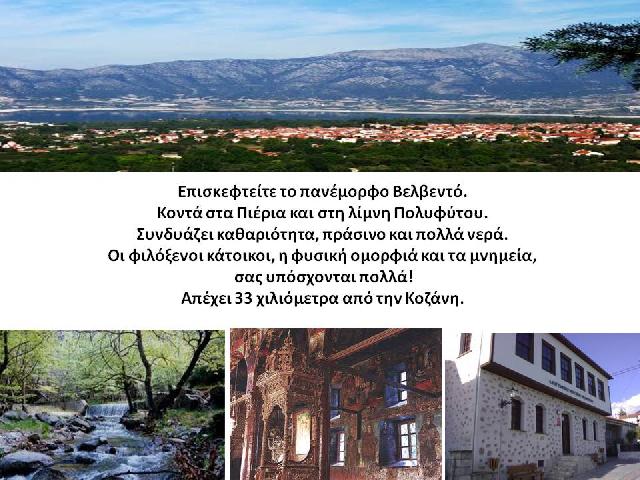 Επισκεφτείτε το πανέμορφο Βελβεντό.
Κοντά στα Πιέρια και στη λίμνη Πολυφύτου.
Συνδυάζει καθαριότητα, πράσινο και πολλά νερά.
Οι φιλόξενοι κάτοικοι, η φυσική ομορφιά και τα μνημεία,
σας υπόσχονται πολλά!
Απέχει 33 χιλιόμετρα από την Κοζάνη.